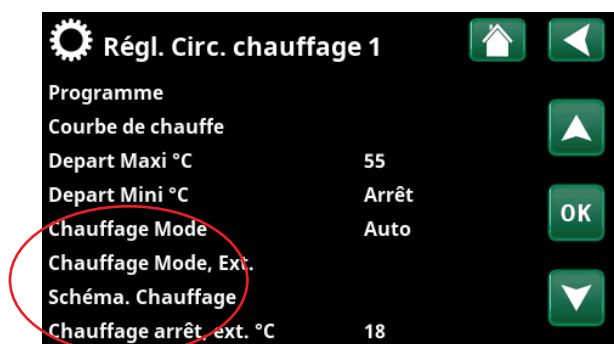 Régl. Circ. chauffage 1
Programme
Courbe de chauffe
Depart Maxi °C 55
Depart Mini °C Arrêt
Chauffage Mode Auto
OK
Chauffage Mode, Ext.
Schéma. Chauffage
Chauffage arrêt, ext. °C 18